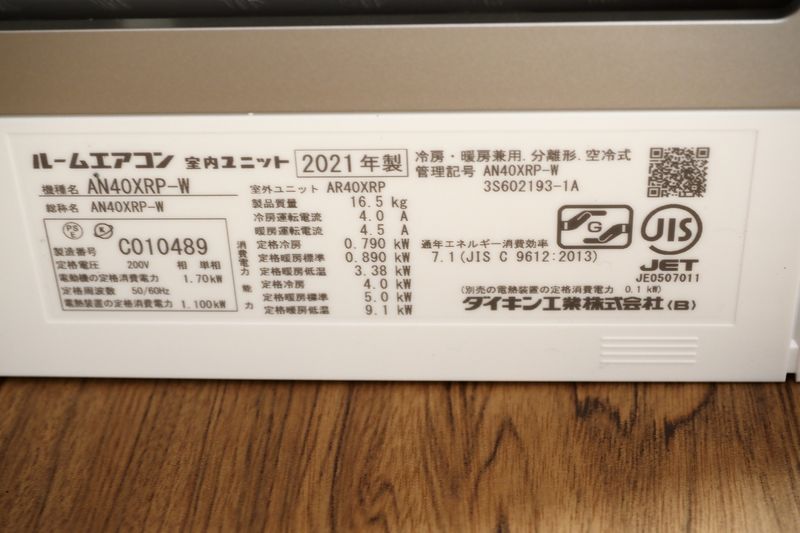 ルームエアコン 室内ユニット 2021年製
機種名 AN40XRP-W
総称名 AN40XRP-W
PS E
製造番号 C010489
定格電圧 200V 相 単相
電動機の定格消費電力 1.70kW
定格周波数 50/60Hz
電熱装置の定格消費電力 1.100kW
室外ユニット AR40XRP
製品質量 16.5 kg
冷房運転電流 4.0 A
暖房運転電流 4.5 A
消費電力 定格冷房 0.790 kW
定格暖房標準 0.890 kW
定格暖房低温 3.38 kW
能力 定格冷房 4.0 kW
定格暖房標準 5.0 kW
定格暖房低温 9.1 kW
冷房・暖房兼用.分離形.空冷式
管理記号 AN40XRP-W
3S602193-1A
G
JIS
JET
JE0507011
通年エネルギー消費効率
7.1(JIS C 9612:2013)
(別売の電熱装置の定格消費電力 0.1 kW)
ダイキン工業株式会社(B)